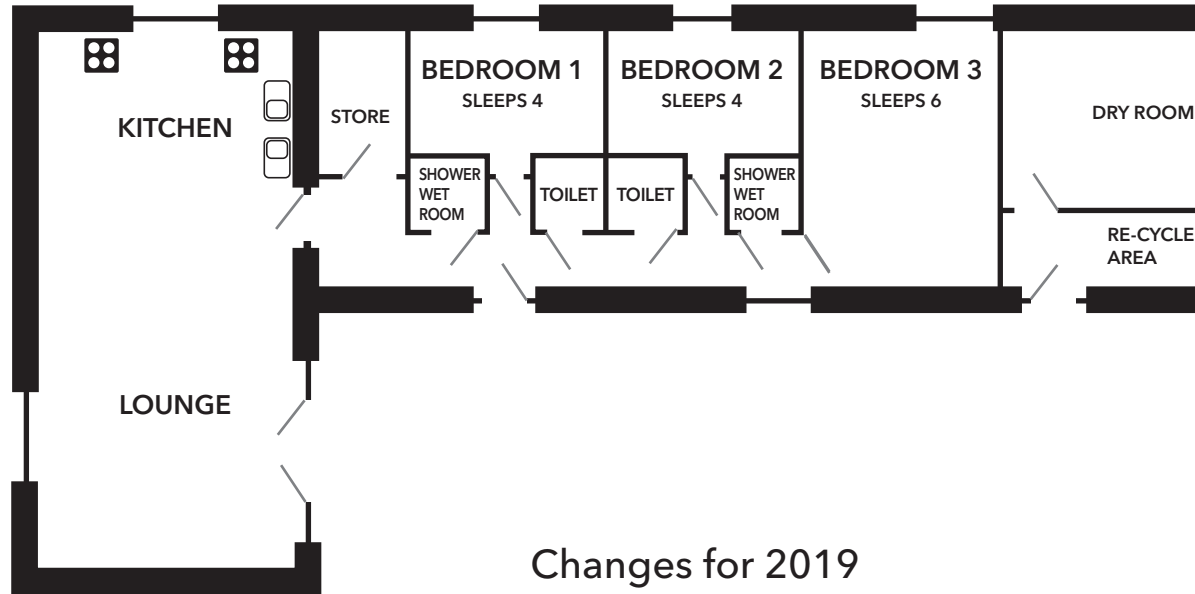 KITCHEN
STORE
BEDROOM 1
SLEEPS 4
SHOWER
WET
ROOM
TOILET
BEDROOM 2
SLEEPS 4
TOILET
SHOWER
WET
ROOM
BEDROOM 3
SLEEPS 6
DRY ROOM
RE-CYCLE
AREA
LOUNGE
Changes for 2019